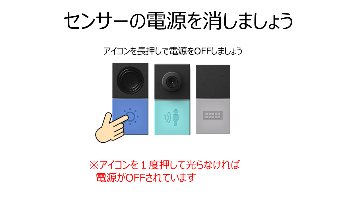 センサーの電源を消しましょう
アイコンを長押しで電源をOFFしましょう
※アイコンを１度押して光らなければ
電源がOFFされています